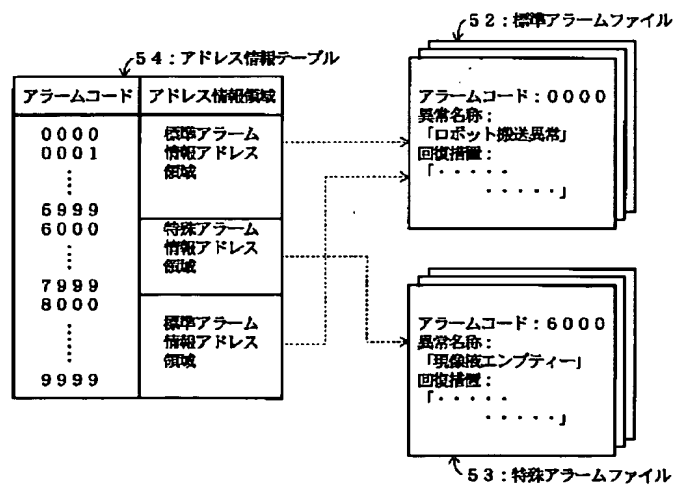 54：アドレス情報テーブル
アラームコード
アドレス情報領域
0000
0001
5999
6000
7999
8000
9999
標準アラーム
情報アドレス
領域
特殊アラーム
情報アドレス
領域
標準アラーム
情報アドレス
領域
52：標準アラームファイル
アラームコード：0000
異常名称：
「ロボット搬送異常」
回復措置：
「・・・・・
・・・・・」
アラームコード：6000
異常名称：
「現像液エンプティー」
回復措置：
「・・・・・
・・・・・」
53：特殊アラームファイル